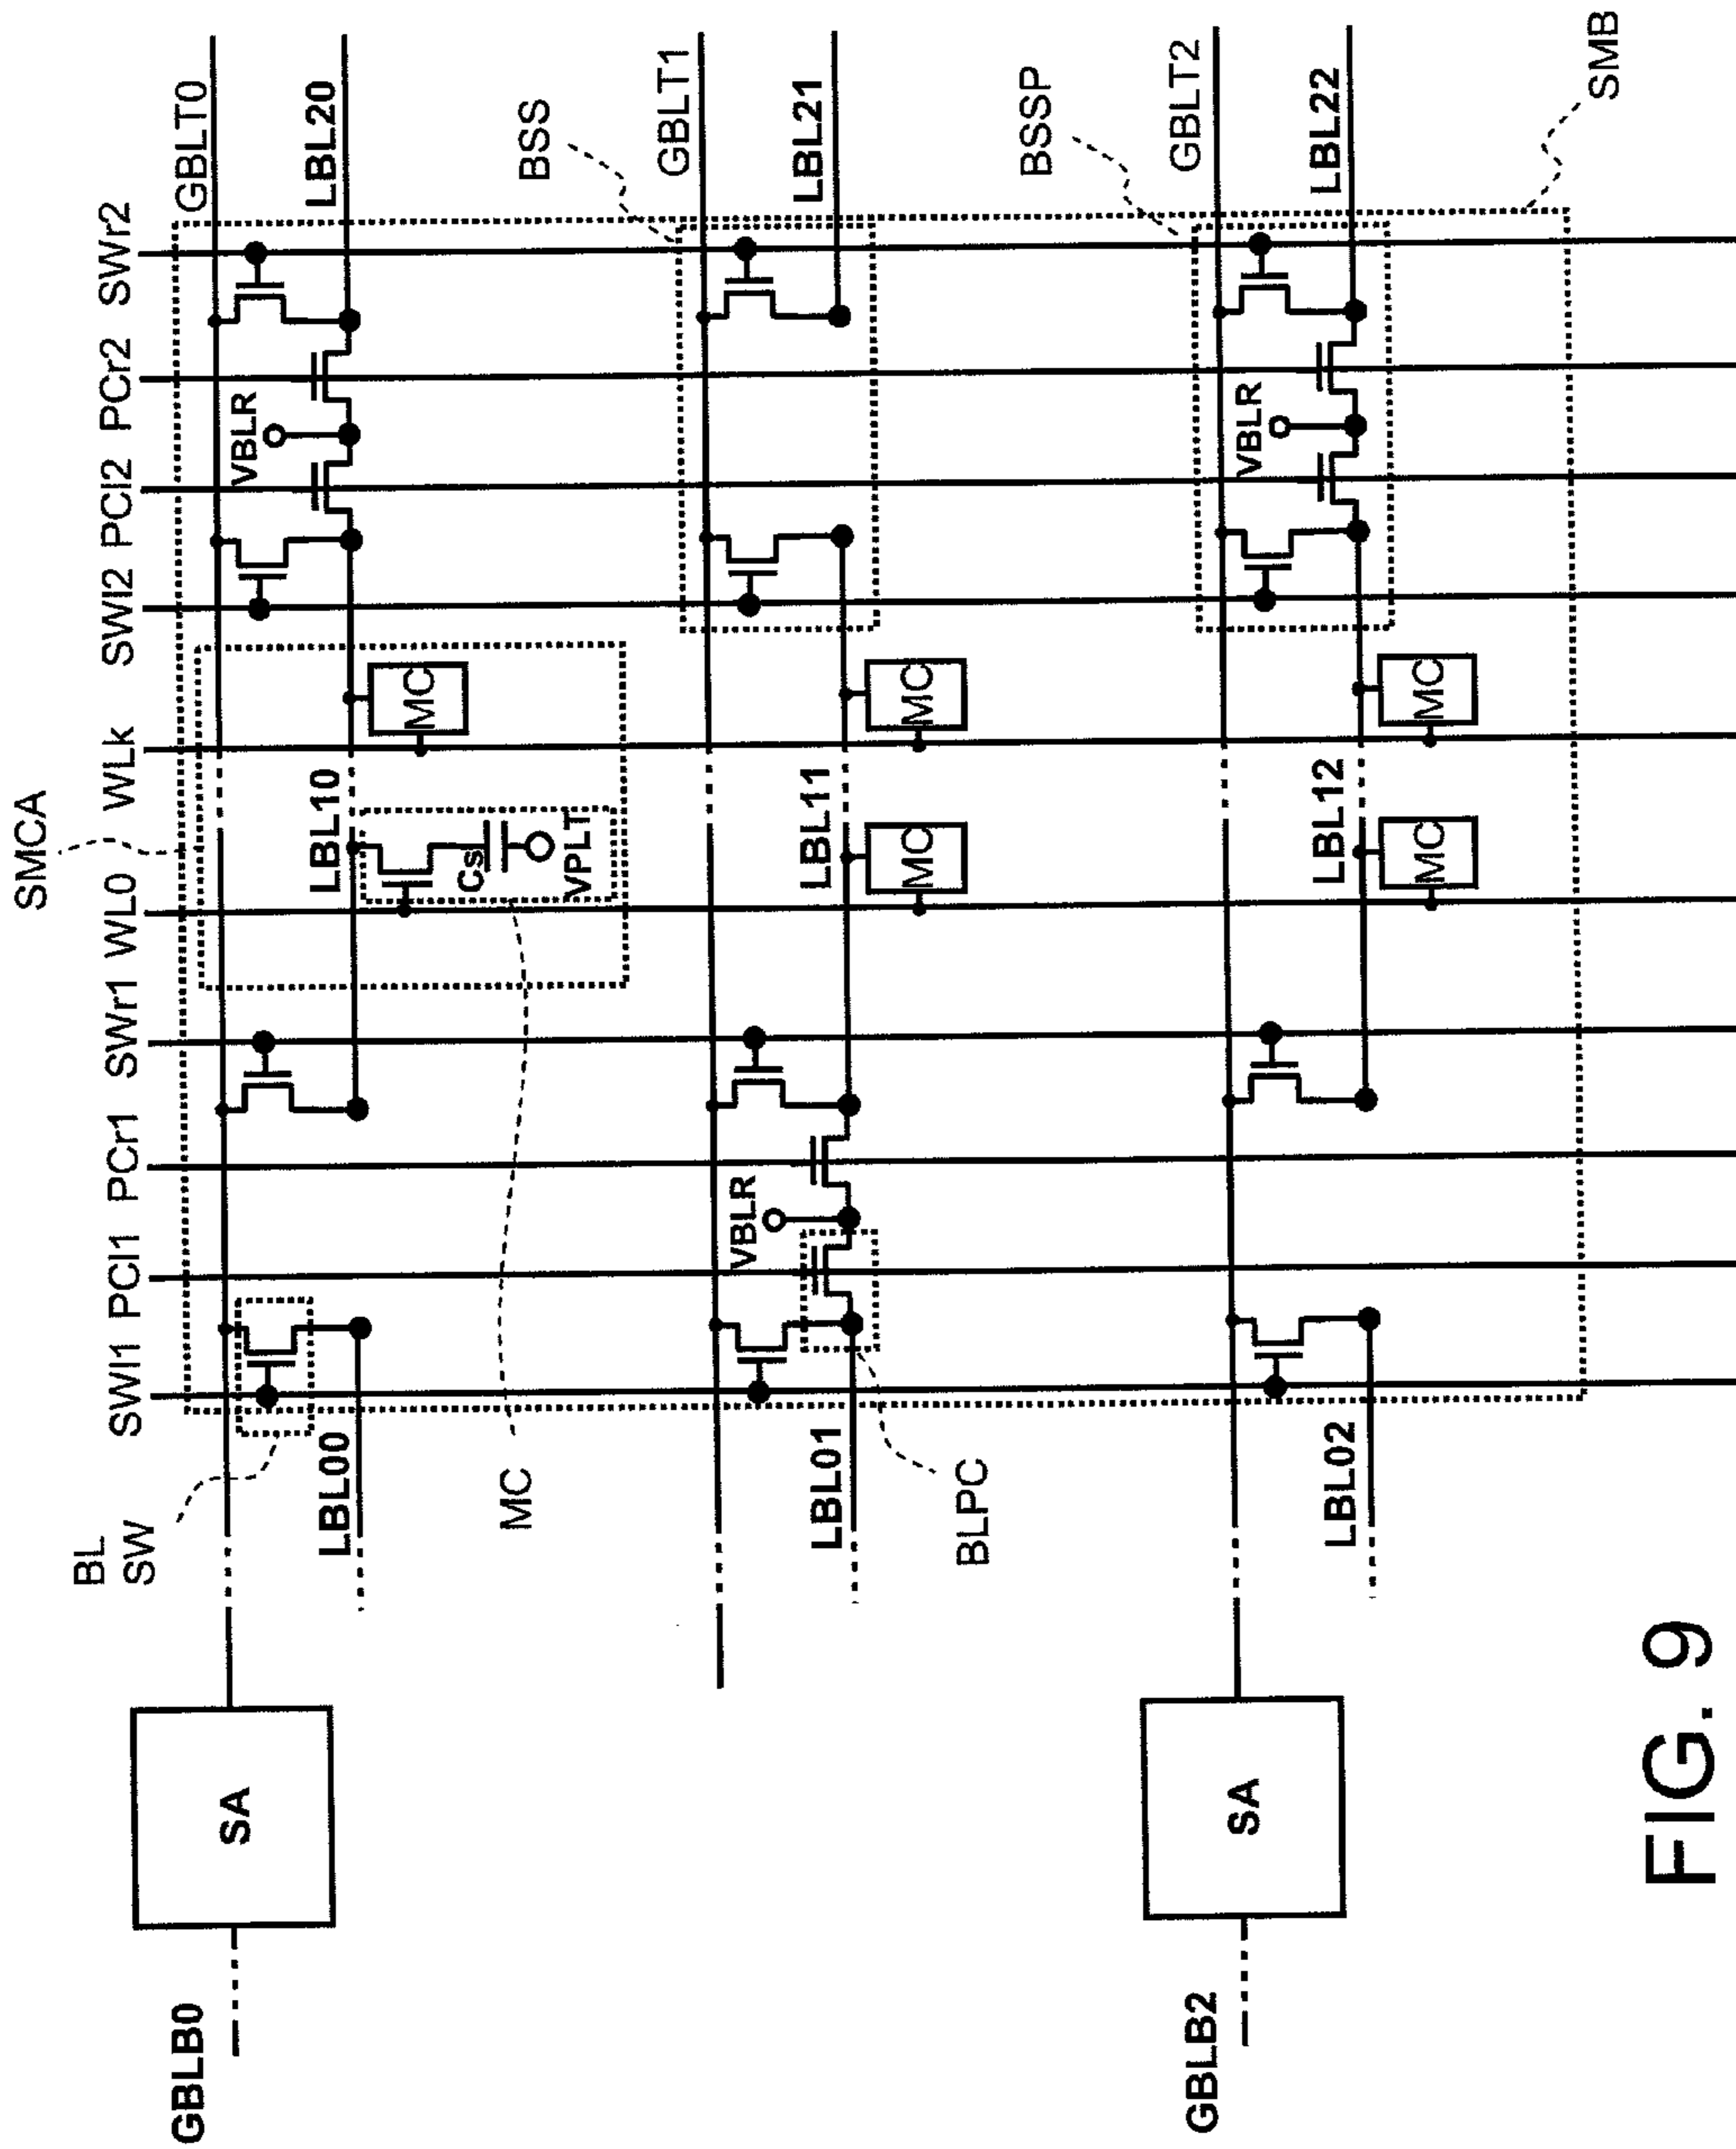 SMCA
SWl1 PCl1 PCr1 SWr1 WL0 WLk SWl2 PCl2 PCr2 SWr2
BL
SW
GBLB0
SA
LBL00
LBL10
VBLR
GBLT0
LBL20
MC
Cs
VPLT
MC
BSS
VBLR
GBLT1
LBL01
LBL11
LBL21
MC
MC
BLPC
BSSP
GBLB2
SA
VBLR
GBLT2
LBL02
LBL12
LBL22
MC
MC
SMB
FIG. 9